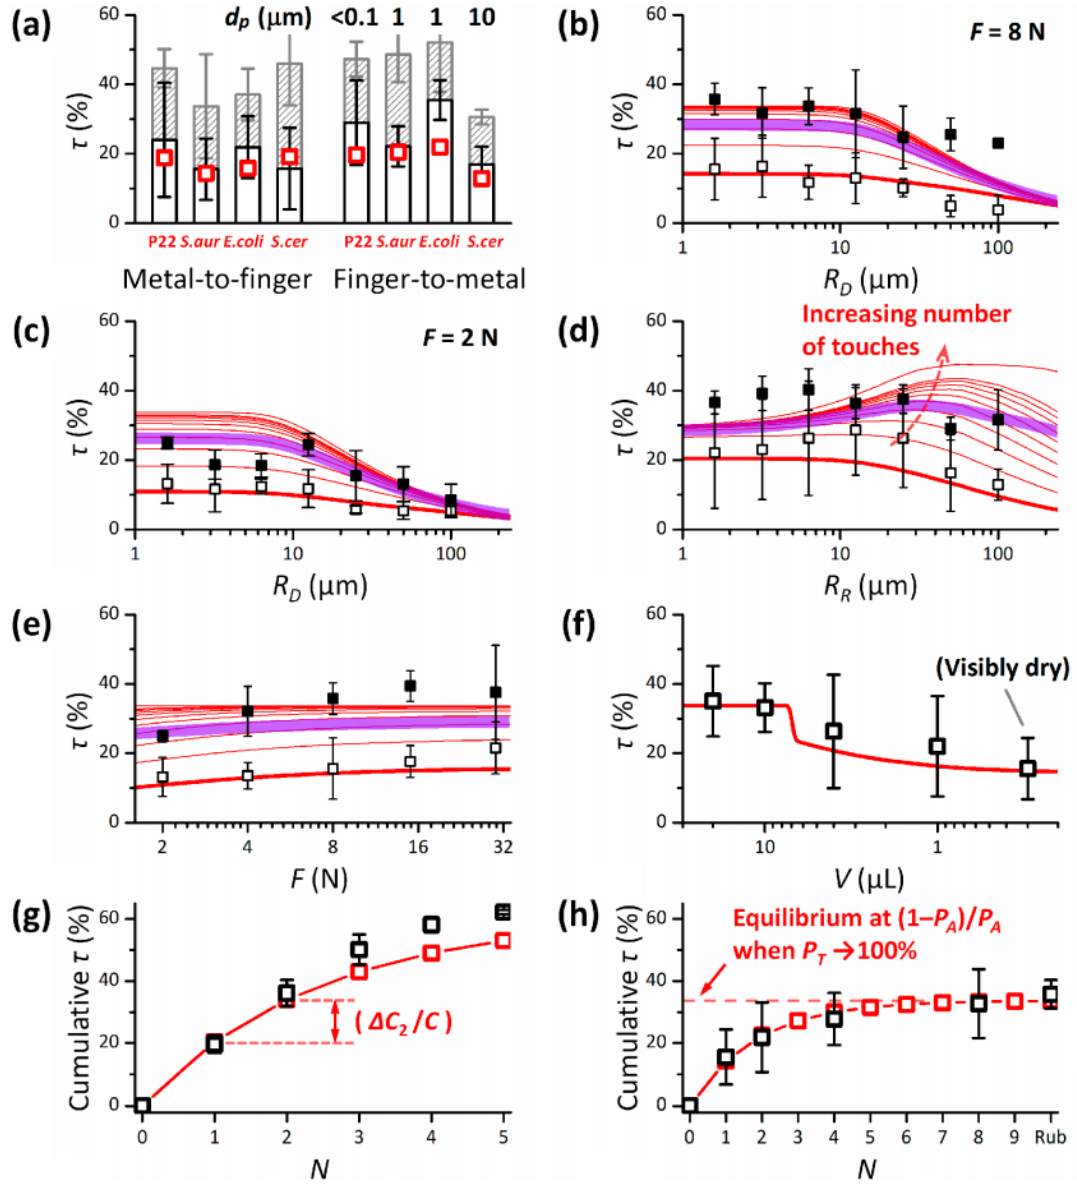 (a)
d_p (μm) <0.1 1 1 10
60
40
20
0
τ (%)
P22 S.aur E.coli S.cer P22 S.aur E.coli S.cer
Metal-to-finger Finger-to-metal
(b)
F = 8 N
60
40
20
0
τ (%)
1 10 100
R_D (μm)
(c)
F = 2 N
60
40
20
0
τ (%)
1 10 100
R_D (μm)
(d)
Increasing number
of touches
60
40
20
0
τ (%)
1 10 100
R_R (μm)
(e)
60
40
20
0
τ (%)
2 4 8 16 32
F (N)
(f)
(Visibly dry)
60
40
20
0
τ (%)
10 1
V (μL)
(g)
60
40
20
0
Cumulative τ (%)
(ΔC₂/C)
0 1 2 3 4 5
N
(h)
Equilibrium at (1–P_A)/P_A
when P_T →100%
60
40
20
0
Cumulative τ (%)
0 1 2 3 4 5 6 7 8 9 Rub
N